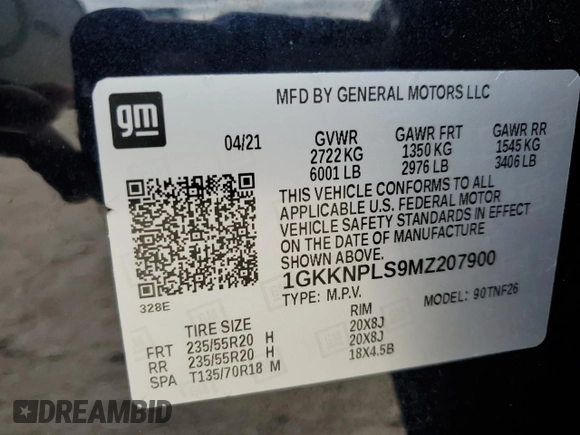 gm
MFD BY GENERAL MOTORS LLC
04/21 GVWR GAWR FRT GAWR RR
2722 KG 1350 KG 1545 KG
6001 LB 2976 LB 3406 LB
THIS VEHICLE CONFORMS TO ALL
APPLICABLE U.S. FEDERAL MOTOR
VEHICLE SAFETY STANDARDS IN EFFECT
ON THE DATE OF MANUFACTURE
SHOWN ABOVE.
1GKKNPLS9MZ207900
TYPE: M.P.V. MODEL: 90TNF26
328E
TIRE SIZE RIM
FRT 235/55R20 H 20X8J
RR 235/55R20 H 20X8J
SPA T135/70R18 M 18X4.5B
DREAMBID